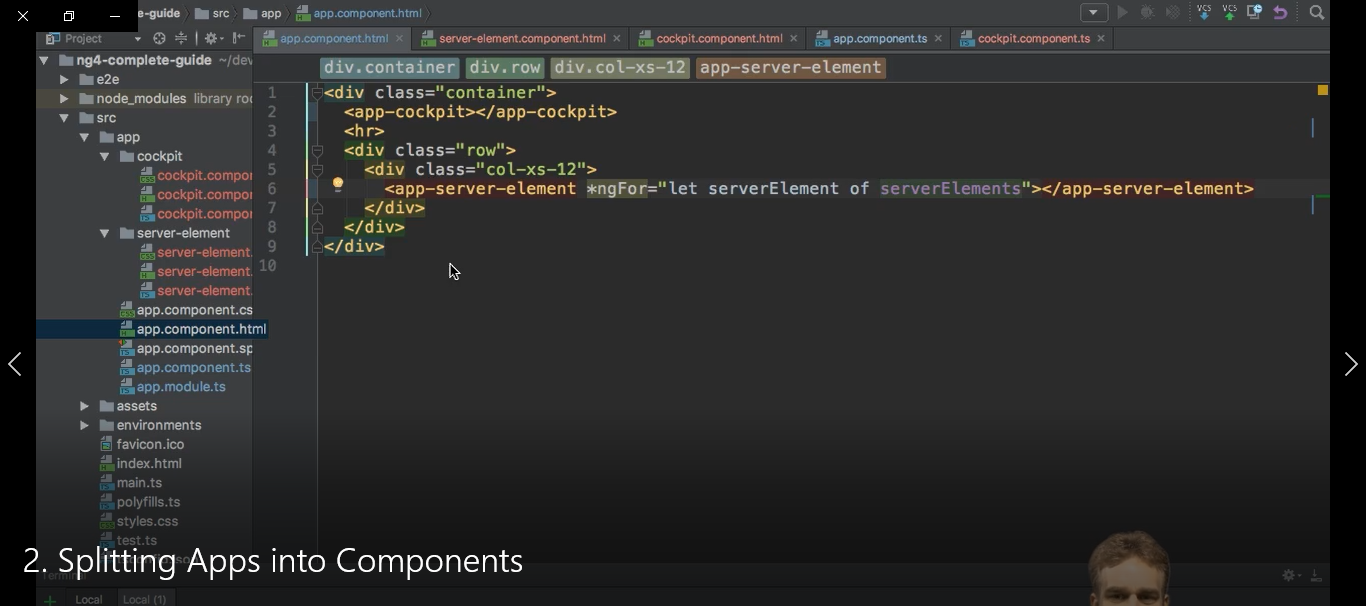 e-guide src app app.component.html
Project
app.component.html server-element.component.html cockpit.component.html app.component.ts cockpit.component.ts
VCS VCS
div.container div.row div.col-xs-12 app-server-element
ng4-complete-guide ~/dev
e2e
node_modules library roo
src
app
cockpit
cockpit.compor
cockpit.compor
cockpit.compor
server-element
server-element.
server-element.
server-element.
app.component.cs
app.component.html
app.component.sp
app.component.ts
app.module.ts
assets
environments
favicon.ico
index.html
main.ts
polyfills.ts
styles.css
test.ts
1 <div class="container">
2 <app-cockpit></app-cockpit>
3 <hr>
4 <div class="row">
5 <div class="col-xs-12">
6 <app-server-element *ngFor="let serverElement of serverElements"></app-server-element>
7 </div>
8 </div>
9 </div>
10
2. Splitting Apps into Components
Terminal
Local Local (1)